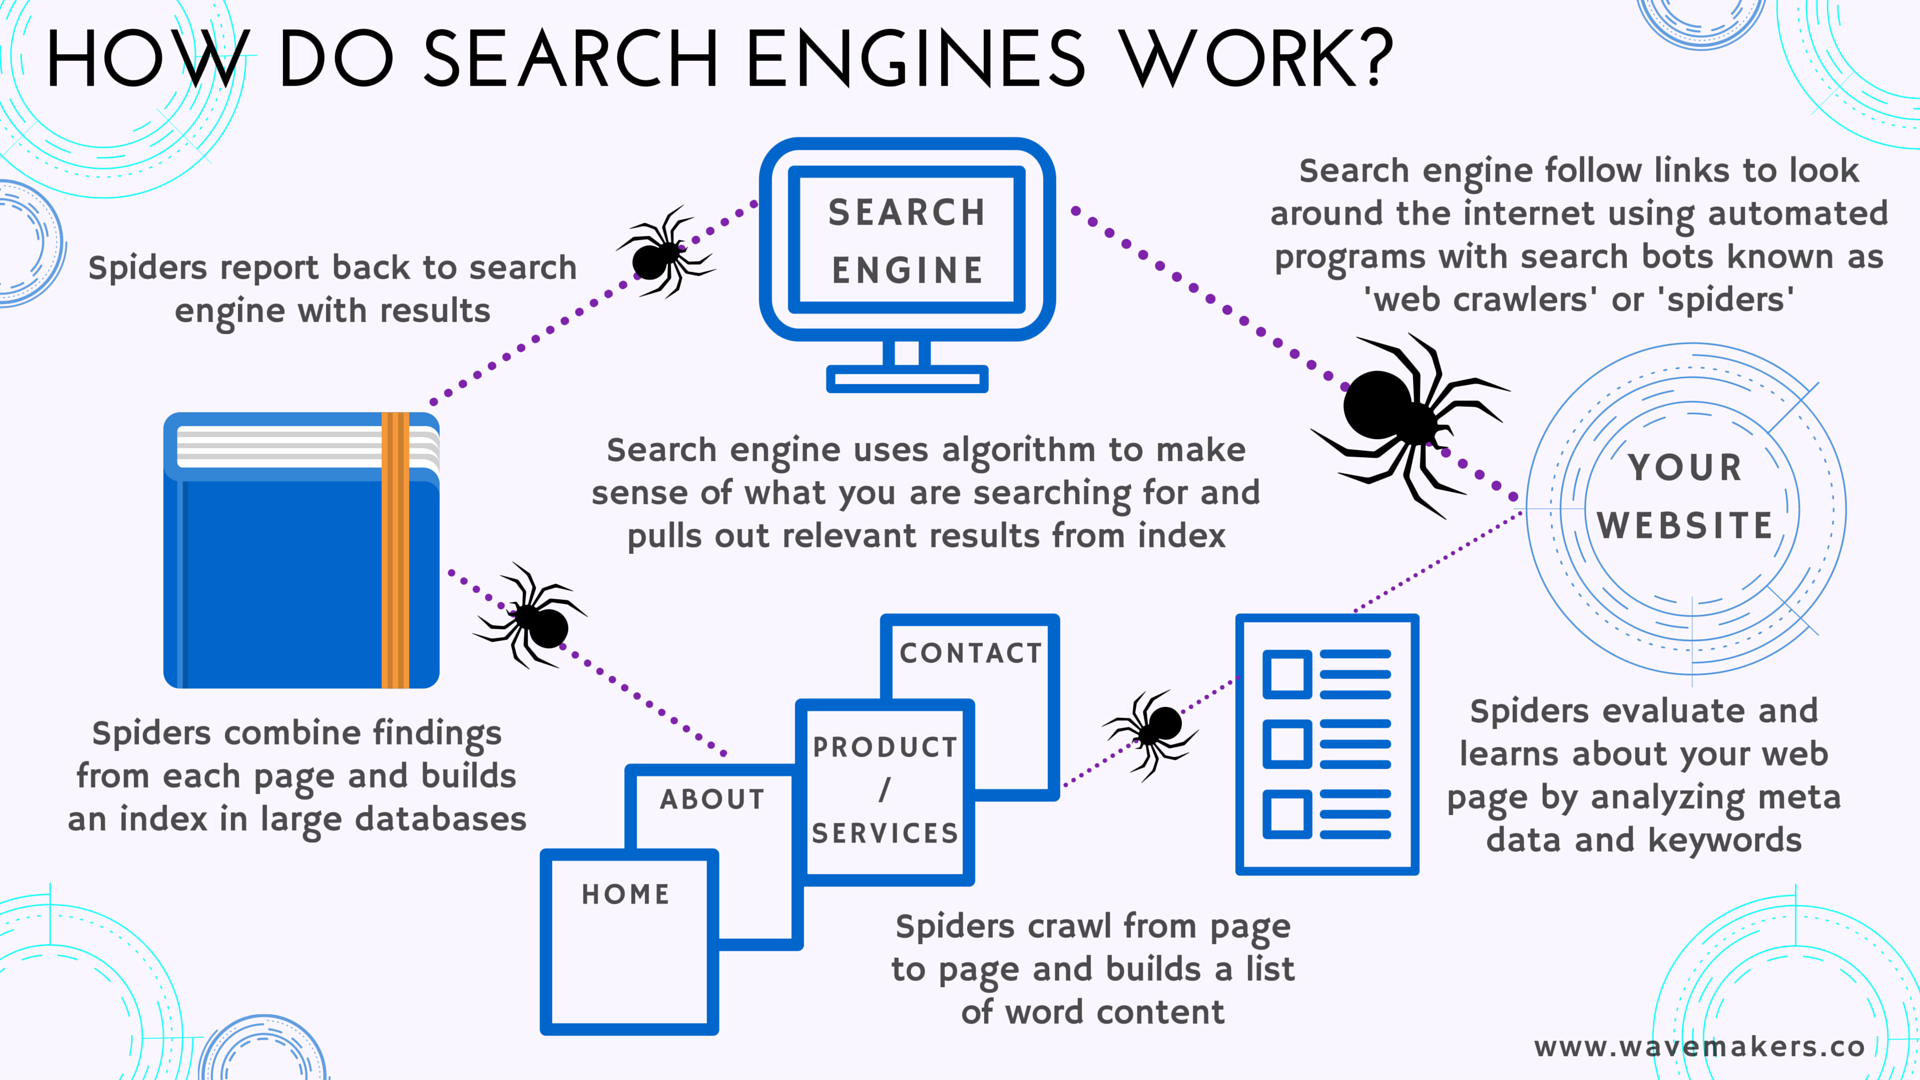 HOW DO SEARCH ENGINES WORK?
SEARCH
ENGINE
Search engine follow links to look
around the internet using automated
programs with search bots known as
'web crawlers' or 'spiders'
Spiders report back to search
engine with results
Search engine uses algorithm to make
sense of what you are searching for and
pulls out relevant results from index
YOUR
WEBSITE
Spiders evaluate and
learns about your web
page by analyzing meta
data and keywords
CONTACT
PRODUCT
/
SERVICES
ABOUT
HOME
Spiders crawl from page
to page and builds a list
of word content
Spiders combine findings
from each page and builds
an index in large databases
www.wavemakers.co